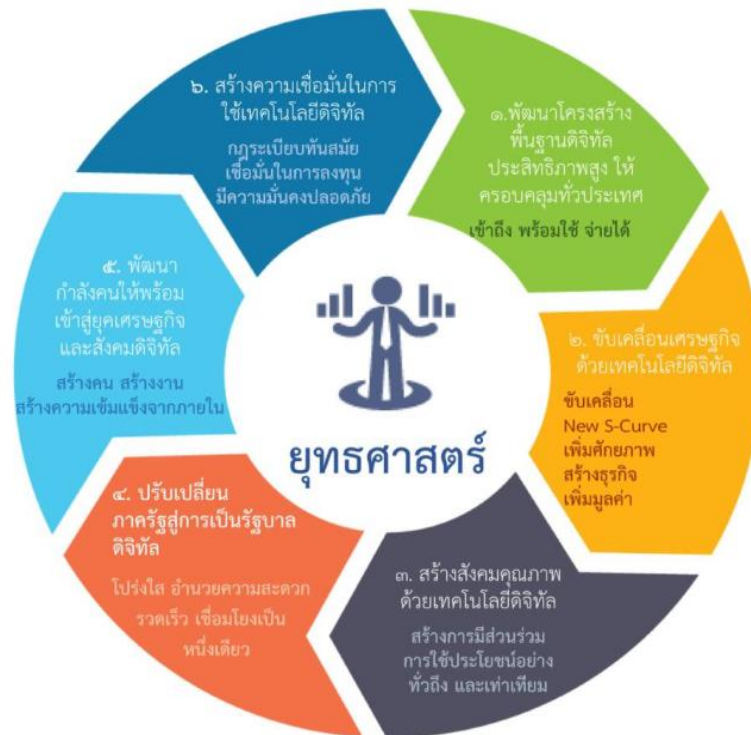 ๑.พัฒนาโครงสร้าง
พื้นฐานดิจิทัล
ประสิทธิภาพสูง ให้
ครอบคลุมทั่วประเทศ
เข้าถึง พร้อมใช้ จ่ายได้
๒. ขับเคลื่อนเศรษฐกิจ
ด้วยเทคโนโลยีดิจิทัล
ขับเคลื่อน
New S-Curve
เพิ่มศักยภาพ
สร้างธุรกิจ
เพิ่มมูลค่า
๓. สร้างสังคมคุณภาพ
ด้วยเทคโนโลยีดิจิทัล
สร้างการมีส่วนร่วม
การใช้ประโยชน์อย่าง
ทั่วถึง และเท่าเทียม
๔. ปรับเปลี่ยน
ภาครัฐสู่การเป็นรัฐบาล
ดิจิทัล
โปร่งใส อำนวยความสะดวก
รวดเร็ว เชื่อมโยงเป็น
หนึ่งเดียว
๕. พัฒนา
กำลังคนให้พร้อม
เข้าสู่ยุคเศรษฐกิจ
และสังคมดิจิทัล
สร้างคน สร้างงาน
สร้างความเข้มแข็งจากภายใน
๖. สร้างความเชื่อมั่นในการ
ใช้เทคโนโลยีดิจิทัล
กฎระเบียบทันสมัย
เชื่อมั่นในการลงทุน
มีความมั่นคงปลอดภัย
ยุทธศาสตร์